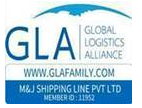 GLA
GLOBAL
LOGISTICS
ALLIANCE
WWW.GLAFAMILY.COM
M&J SHIPPING LINE PVT LTD
MEMBER ID : 11952